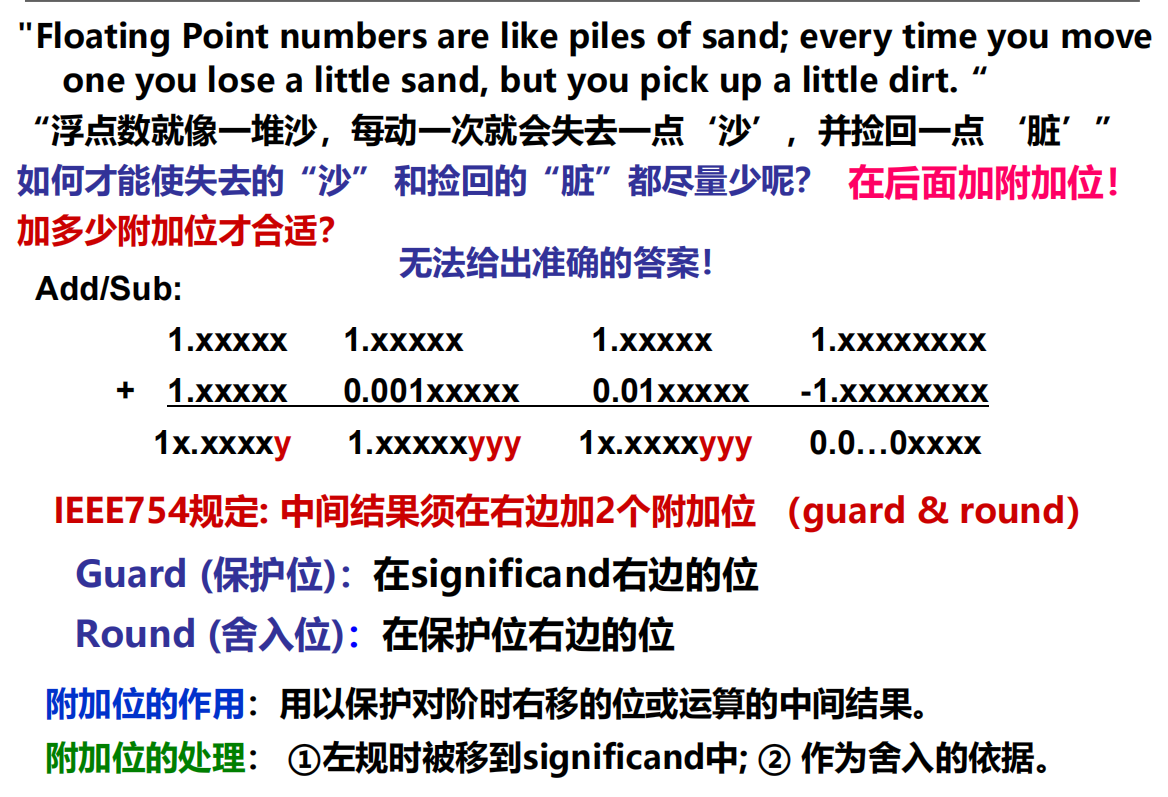 "Floating Point numbers are like piles of sand; every time you move
one you lose a little sand, but you pick up a little dirt. “
“浮点数就像一堆沙，每动一次就会失去一点‘沙’，并捡回一点 ‘脏’”
如何才能使失去的“沙” 和捡回的“脏”都尽量少呢？ 在后面加附加位！
加多少附加位才合适？
无法给出准确的答案！
Add/Sub:
1.xxxxx 1.xxxxx 1.xxxxx 1.xxxxxxxx
+ 1.xxxxx 0.001xxxxx 0.01xxxxx -1.xxxxxxxx
1x.xxxxy 1.xxxxxyyy 1x.xxxxyyy 0.0…0xxxx
IEEE754规定: 中间结果须在右边加2个附加位 （guard & round）
Guard (保护位)：在significand右边的位
Round (舍入位)：在保护位右边的位
附加位的作用：用以保护对阶时右移的位或运算的中间结果。
附加位的处理： ①左规时被移到significand中; ② 作为舍入的依据。